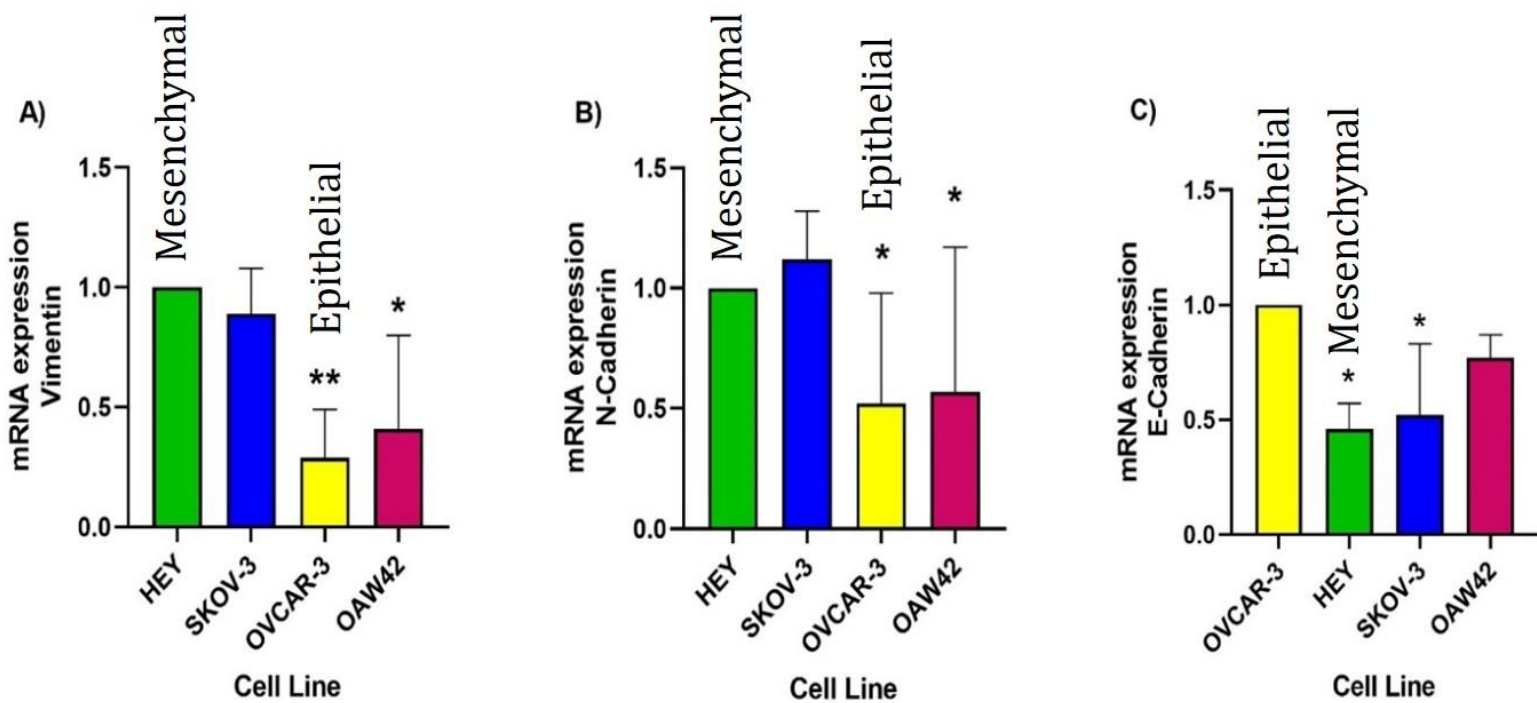 A)
mRNA expression
Vimentin
1.5
1.0
0.5
0.0
Mesenchymal
Epithelial
**
*
HEY
SKOV-3
OVCAR-3
OAW42
Cell Line
B)
mRNA expression
N-Cadherin
1.5
1.0
0.5
0.0
Mesenchymal
Epithelial
*
*
HEY
SKOV-3
OVCAR-3
OAW42
Cell Line
C)
mRNA expression
E-Cadherin
1.5
1.0
0.5
0.0
Epithelial
Mesenchymal
*
*
OVCAR-3
HEY
SKOV-3
OAW42
Cell Line